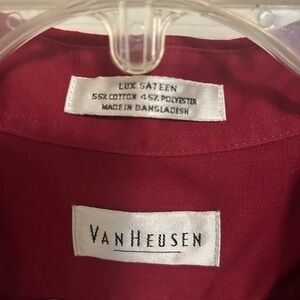 LUX SATEEN
55% COTTON 45% POLYESTER
MADE IN BANGLADESH
VAN HEUSEN